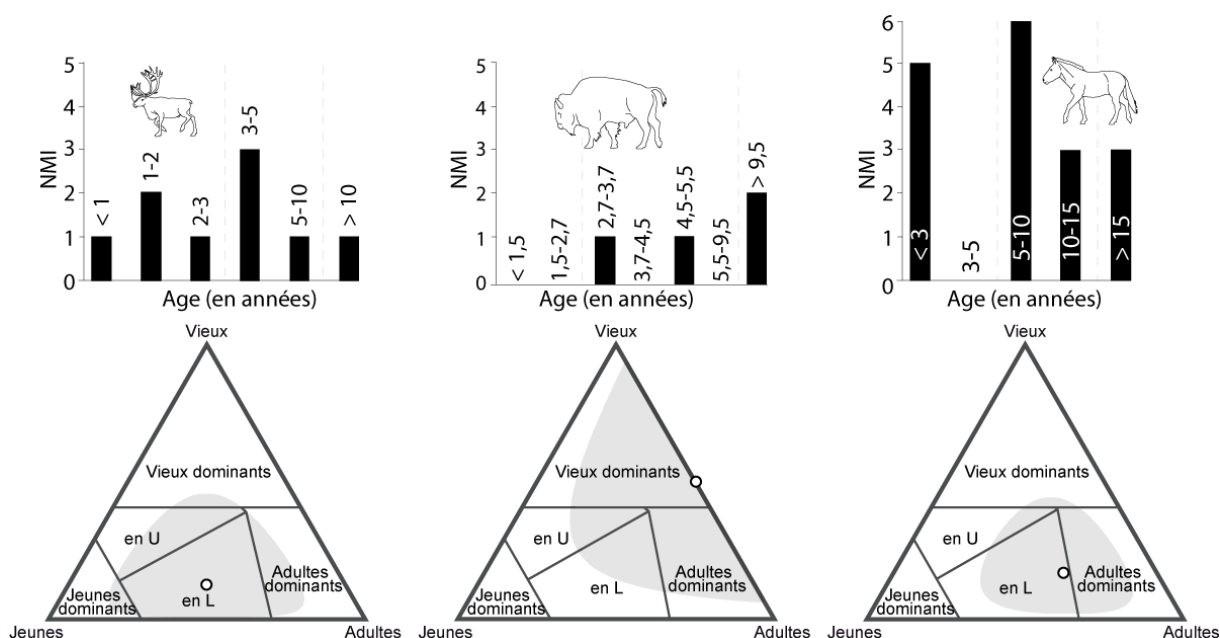 5
4
3
2
1
0
NMI
< 1
1-2
2-3
3-5
5-10
> 10
Age (en années)
5
4
3
2
1
0
NMI
< 1,5
1,5-2,7
2,7-3,7
3,7-4,5
4,5-5,5
5,5-9,5
> 9,5
Age (en années)
6
5
4
3
2
1
0
NMI
< 3
3-5
5-10
10-15
> 15
Age (en années)
Vieux
Vieux dominants
en U
en L
Jeunes
dominants
Adultes
dominants
Jeunes
Adultes
Vieux
Vieux dominants
en U
en L
Jeunes
dominants
Adultes
dominants
Jeunes
Adultes
Vieux
Vieux dominants
en U
en L
Jeunes
dominants
Adultes
dominants
Jeunes
Adultes